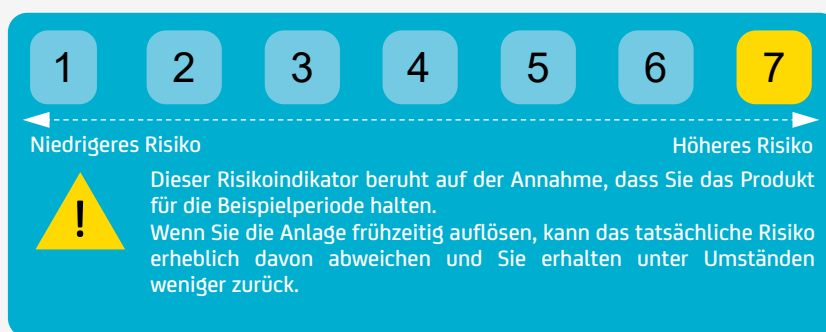 1 2 3 4 5 6 7
Niedrigeres Risiko Höheres Risiko
! Dieser Risikoindikator beruht auf der Annahme, dass Sie das Produkt
für die Beispielperiode halten.
Wenn Sie die Anlage frühzeitig auflösen, kann das tatsächliche Risiko
erheblich davon abweichen und Sie erhalten unter Umständen
weniger zurück.